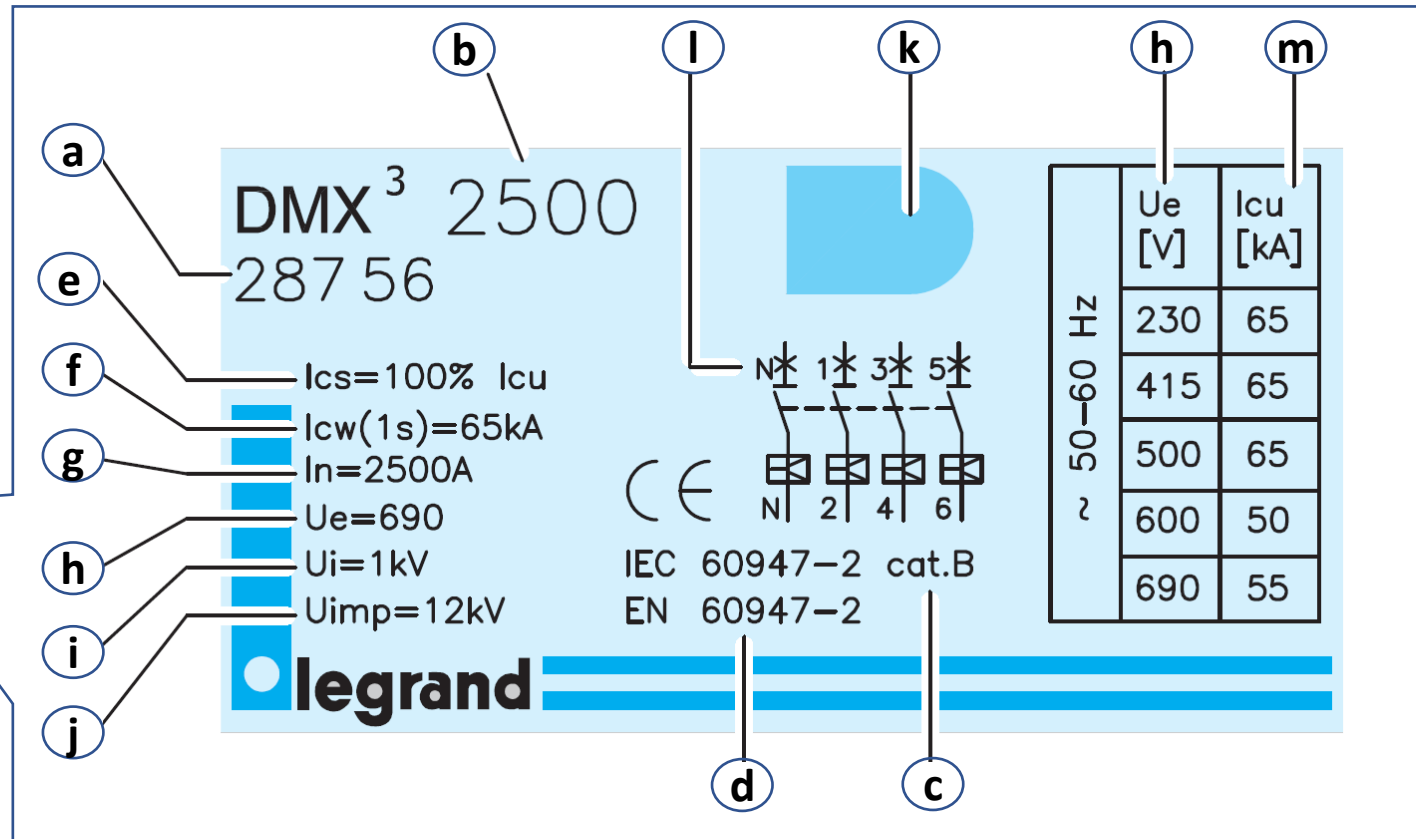 b l k h m
a
DMX³ 2500
287 56
e
Ics=100% Icu
f
Icw(1s)=65kA
g
In=2500A
h
Ue=690
i
Ui=1kV
j
Uimp=12kV
legrand
N 1 3 5
N 2 4 6
CE
IEC 60947-2 cat.B
EN 60947-2
d c
~ 50-60 Hz
Ue [V] Icu [kA]
230 65
415 65
500 65
600 50
690 55